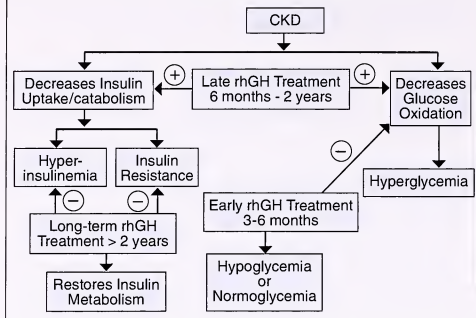 CKD
Decreases Insulin
Uptake/catabolism
+
Late rhGH Treatment
6 months - 2 years
+
Decreases
Glucose
Oxidation
Hyper-
insulinemia
Insulin
Resistance
−
−
−
Hyperglycemia
Long-term rhGH
Treatment > 2 years
Early rhGH Treatment
3-6 months
Restores Insulin
Metabolism
Hypoglycemia
or
Normoglycemia